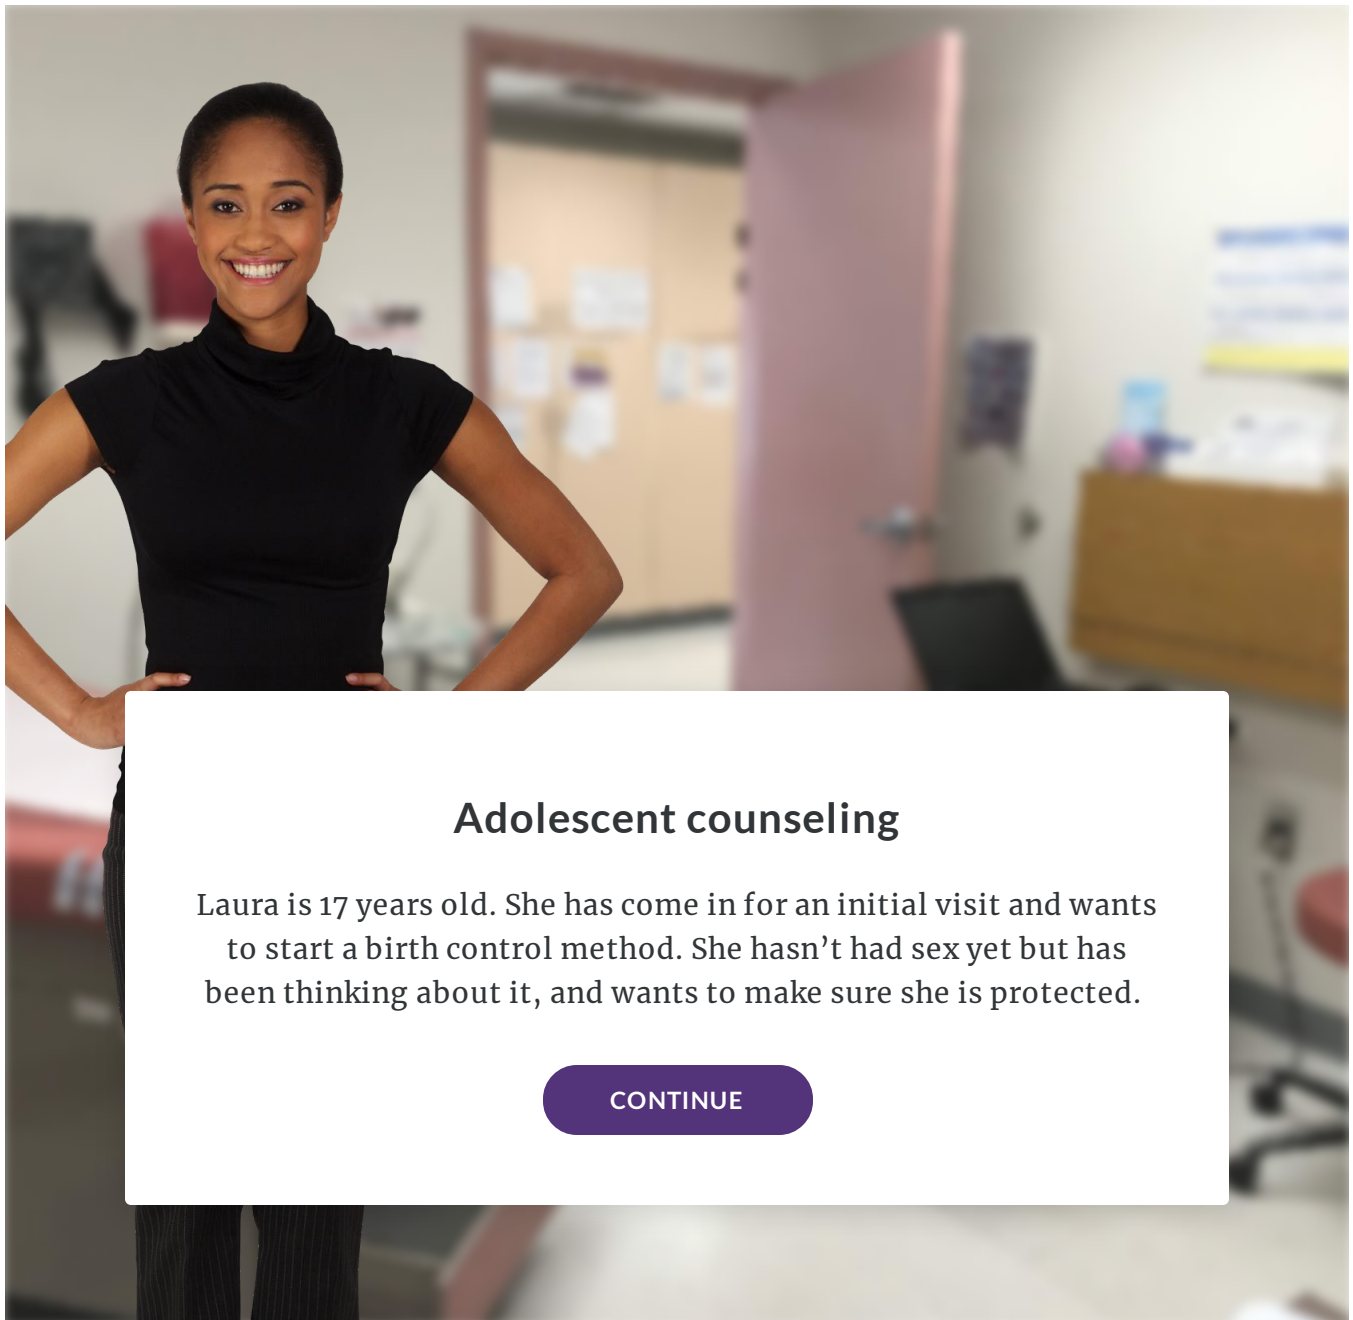 Adolescent counseling
Laura is 17 years old. She has come in for an initial visit and wants
to start a birth control method. She hasn’t had sex yet but has
been thinking about it, and wants to make sure she is protected.
CONTINUE